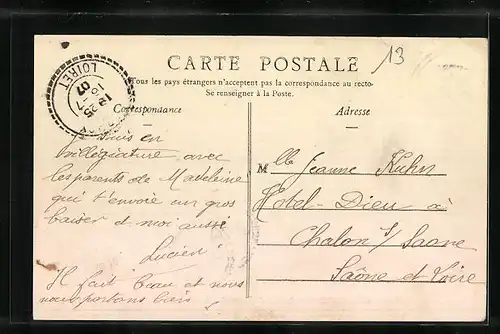 CARTE POSTALE
13
Tous les pays étrangers n'acceptent pas la correspondance au recto-
Se renseigner à la Poste.
Correspondance
Adresse
LOIRET
07
Suis en
villégiature avec
les parents de Madeleine
qui t'envoie un gros
baiser et moi aussi
Lucien
Il fait beau et nous
nous portons bien
Mlle Jeanne Kuhn
Hotel-Dieu à
Chalon s/ Saone
Saône et Loire